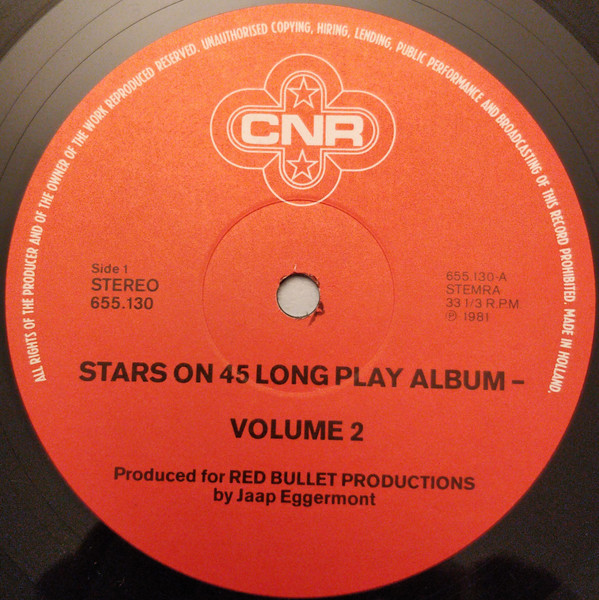 ALL RIGHTS OF THE PRODUCER AND OF THE OWNER OF THE WORK REPRODUCED RESERVED. UNAUTHORISED COPYING, HIRING, LENDING, PUBLIC PERFORMANCE AND BROADCASTING OF THIS RECORD PROHIBITED. MADE IN HOLLAND.
CNR
Side 1
STEREO
655.130
655.130-A
STEMRA
33 1/3 R.P.M
℗ 1981
STARS ON 45 LONG PLAY ALBUM –
VOLUME 2
Produced for RED BULLET PRODUCTIONS
by Jaap Eggermont